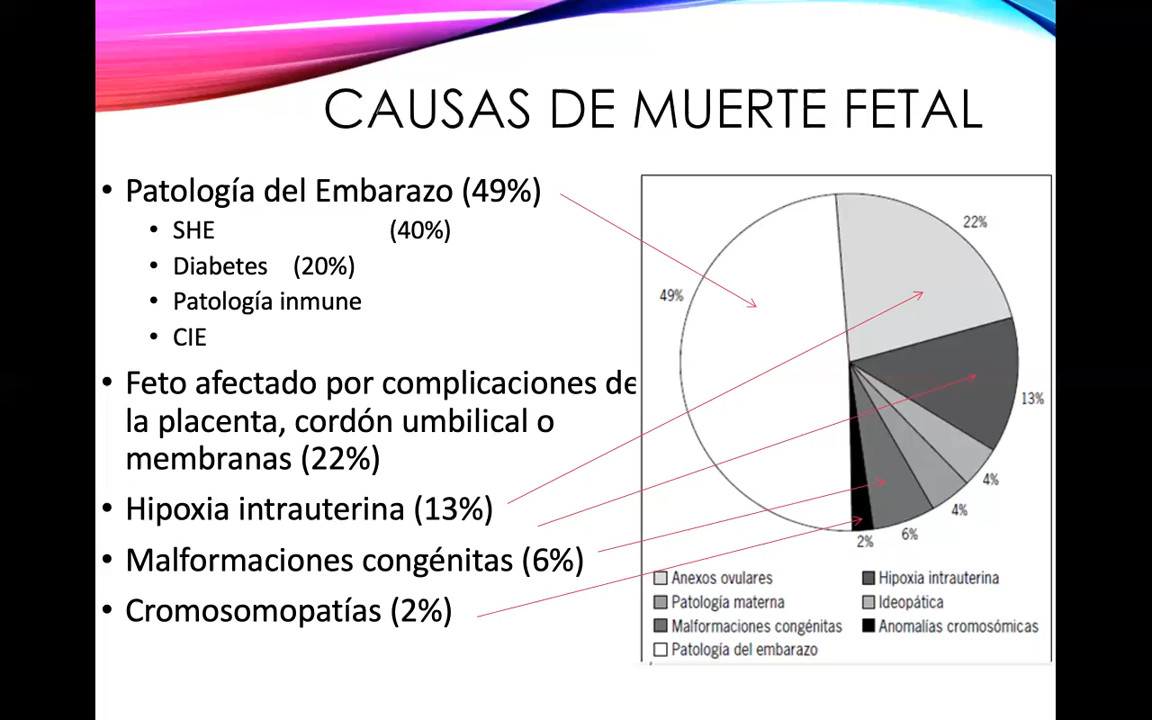 CAUSAS DE MUERTE FETAL
• Patología del Embarazo (49%)
• SHE (40%)
• Diabetes (20%)
• Patología inmune
• CIE
• Feto afectado por complicaciones de
la placenta, cordón umbilical o
membranas (22%)
• Hipoxia intrauterina (13%)
• Malformaciones congénitas (6%)
• Cromosomopatías (2%)
22%
49%
13%
4%
4%
6%
2%
Anexos ovulares
Hipoxia intrauterina
Patología materna
Ideopática
Malformaciones congénitas
Anomalías cromosómicas
Patología del embarazo